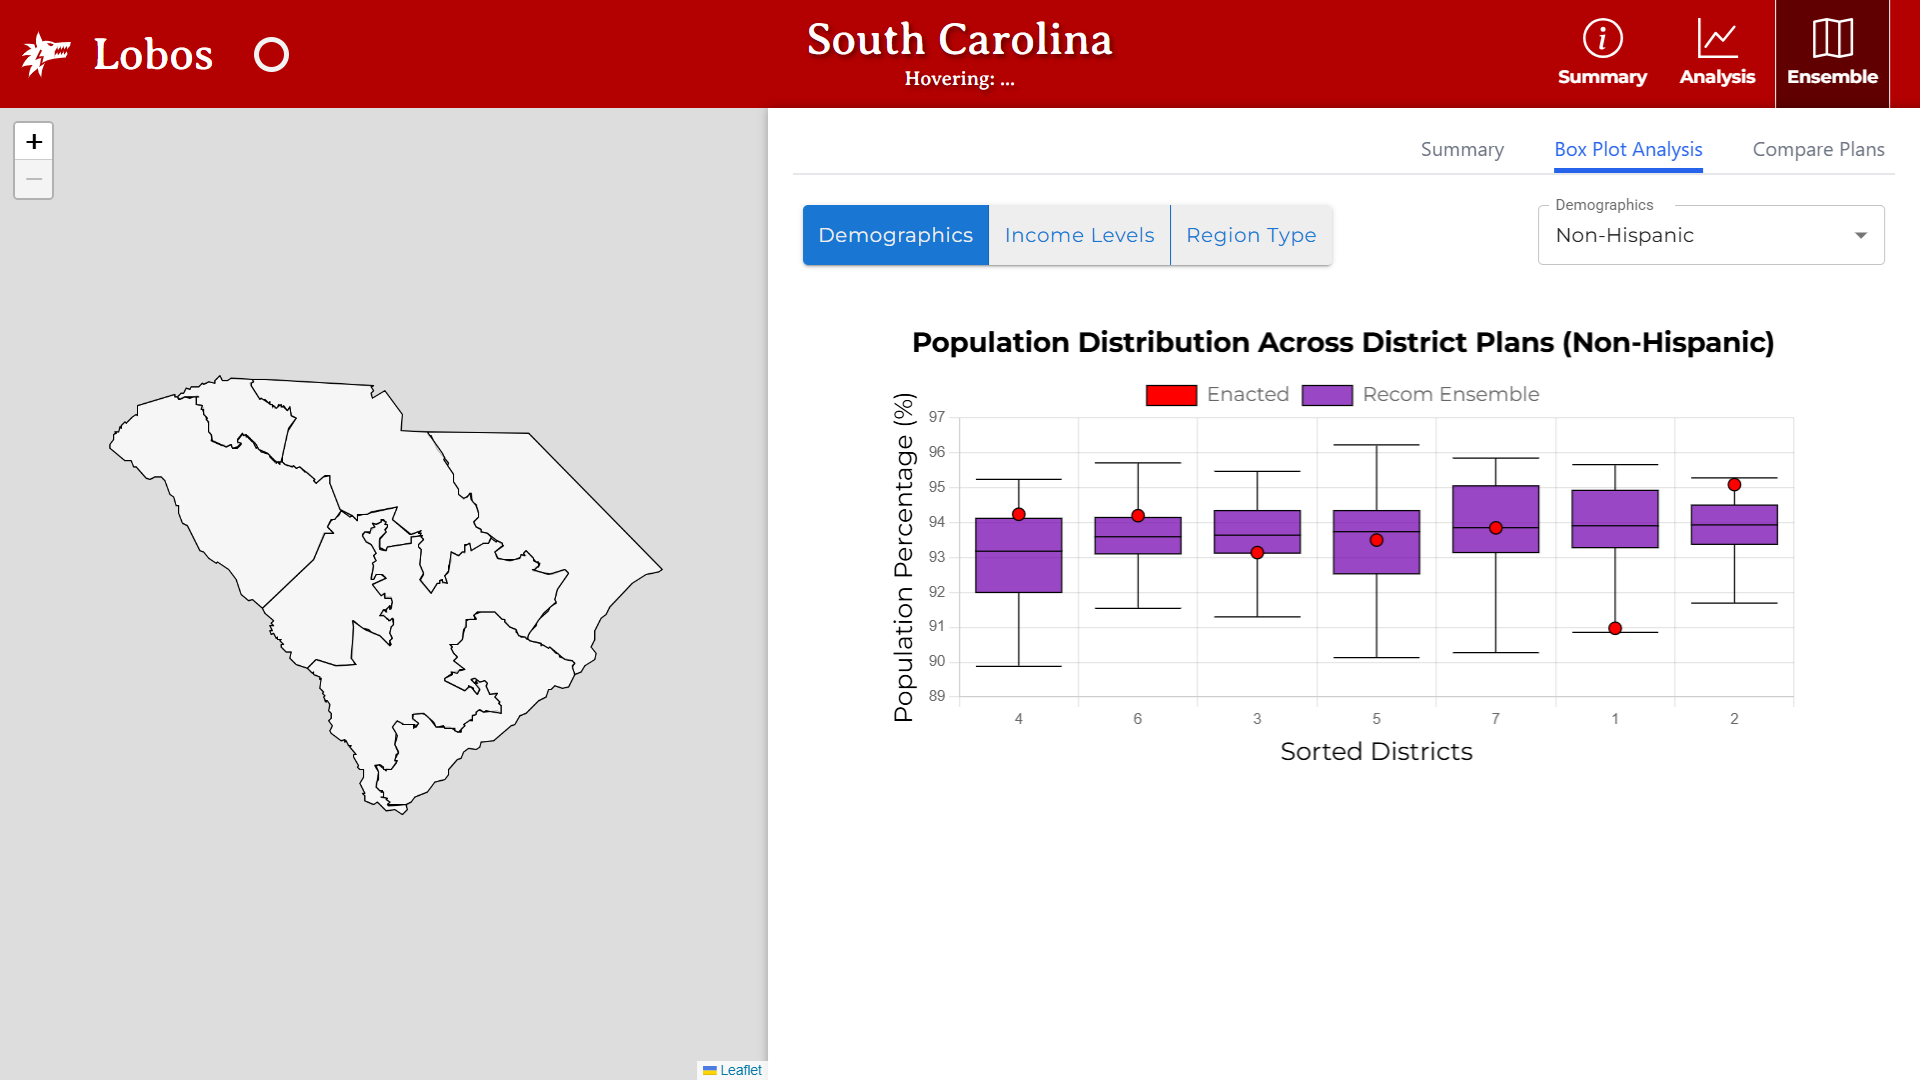 Lobos
South Carolina
Hovering: ...
Summary
Analysis
Ensemble
+
−
Summary
Box Plot Analysis
Compare Plans
Demographics
Income Levels
Region Type
Demographics
Non-Hispanic
Population Distribution Across District Plans (Non-Hispanic)
Enacted
Recom Ensemble
Population Percentage (%)
97
96
95
94
93
92
91
90
89
4 6 3 5 7 1 2
Sorted Districts
Leaflet